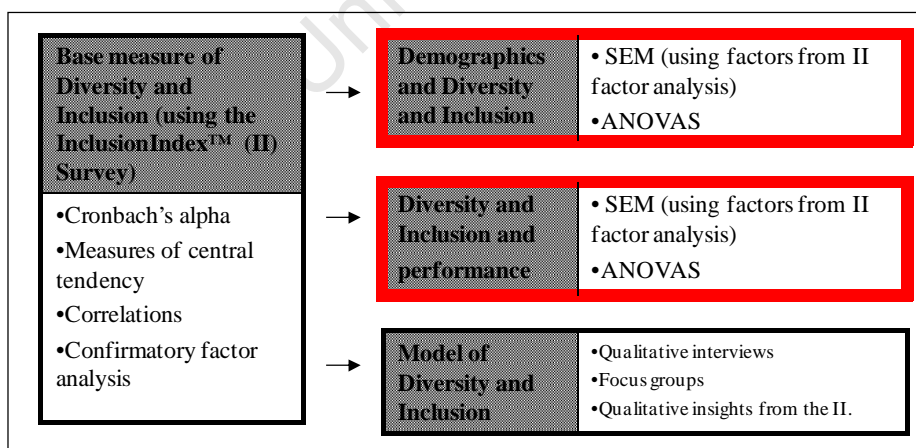 Base measure of
Diversity and
Inclusion (using the
InclusionIndex™ (II)
Survey)
•Cronbach's alpha
•Measures of central
tendency
•Correlations
•Confirmatory factor
analysis
Demographics
and Diversity
and Inclusion
• SEM (using factors from II
factor analysis)
•ANOVAS
Diversity and
Inclusion and
performance
• SEM (using factors from II
factor analysis)
•ANOVAS
Model of
Diversity and
Inclusion
•Qualitative interviews
•Focus groups
•Qualitative insights from the II.